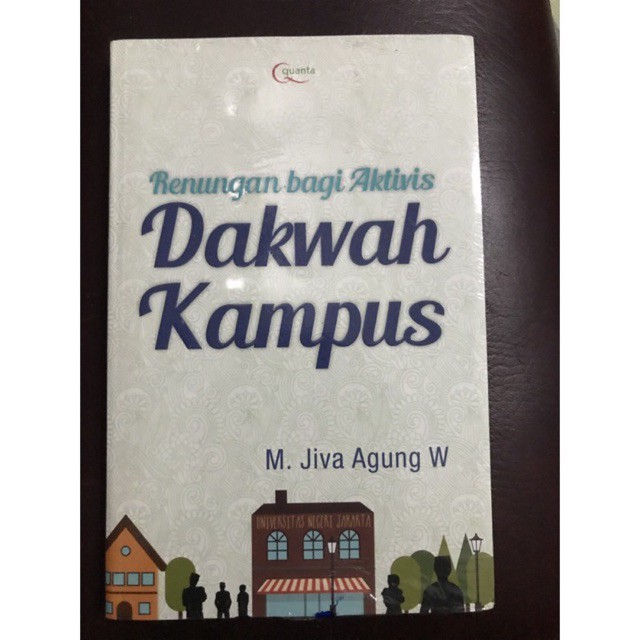 quanta
Renungan bagi Aktivis
Dakwah
Kampus
M. Jiva Agung W
UNIVERSITAS NEGERI JAKARTA